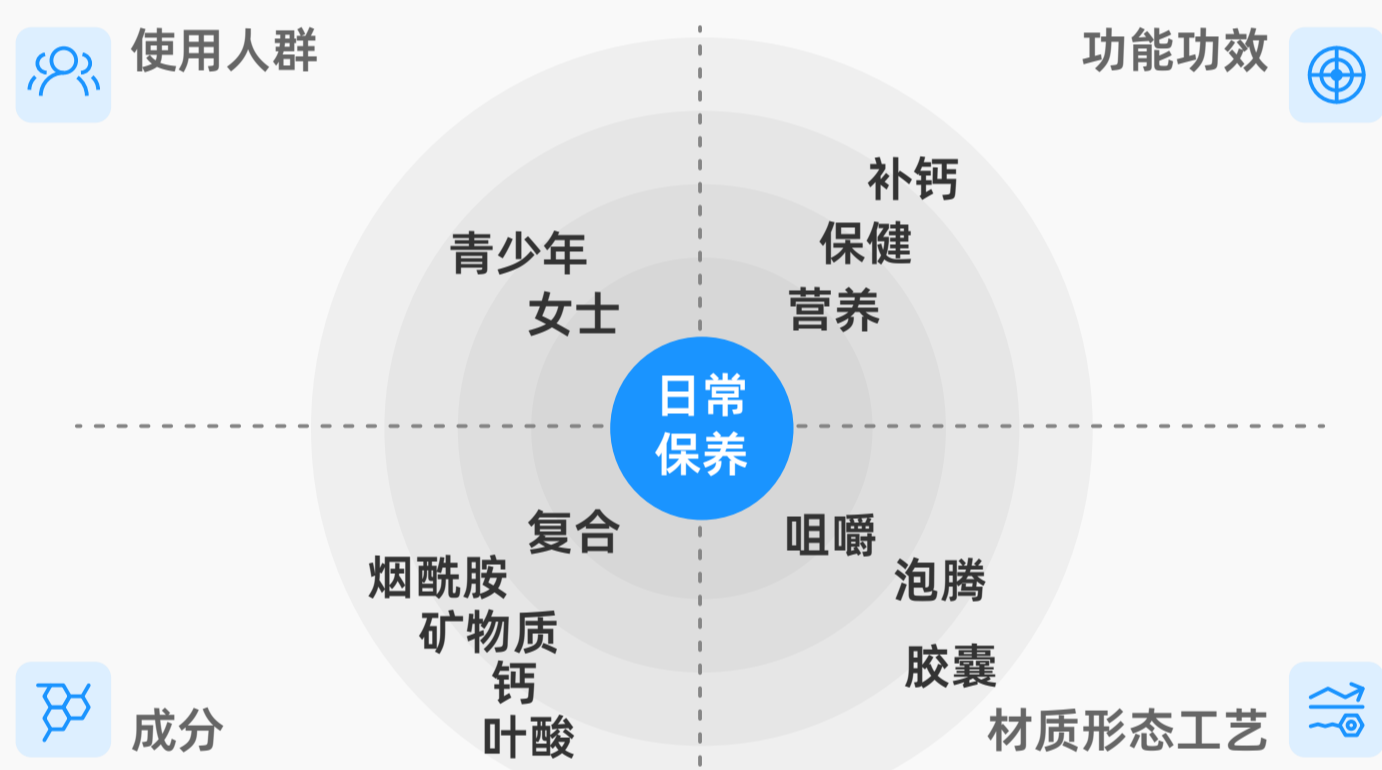 使用人群
功能功效
补钙
保健
青少年
营养
女士
日常
保养
复合
咀嚼
烟酰胺
泡腾
矿物质
胶囊
钙
叶酸
成分
材质形态工艺